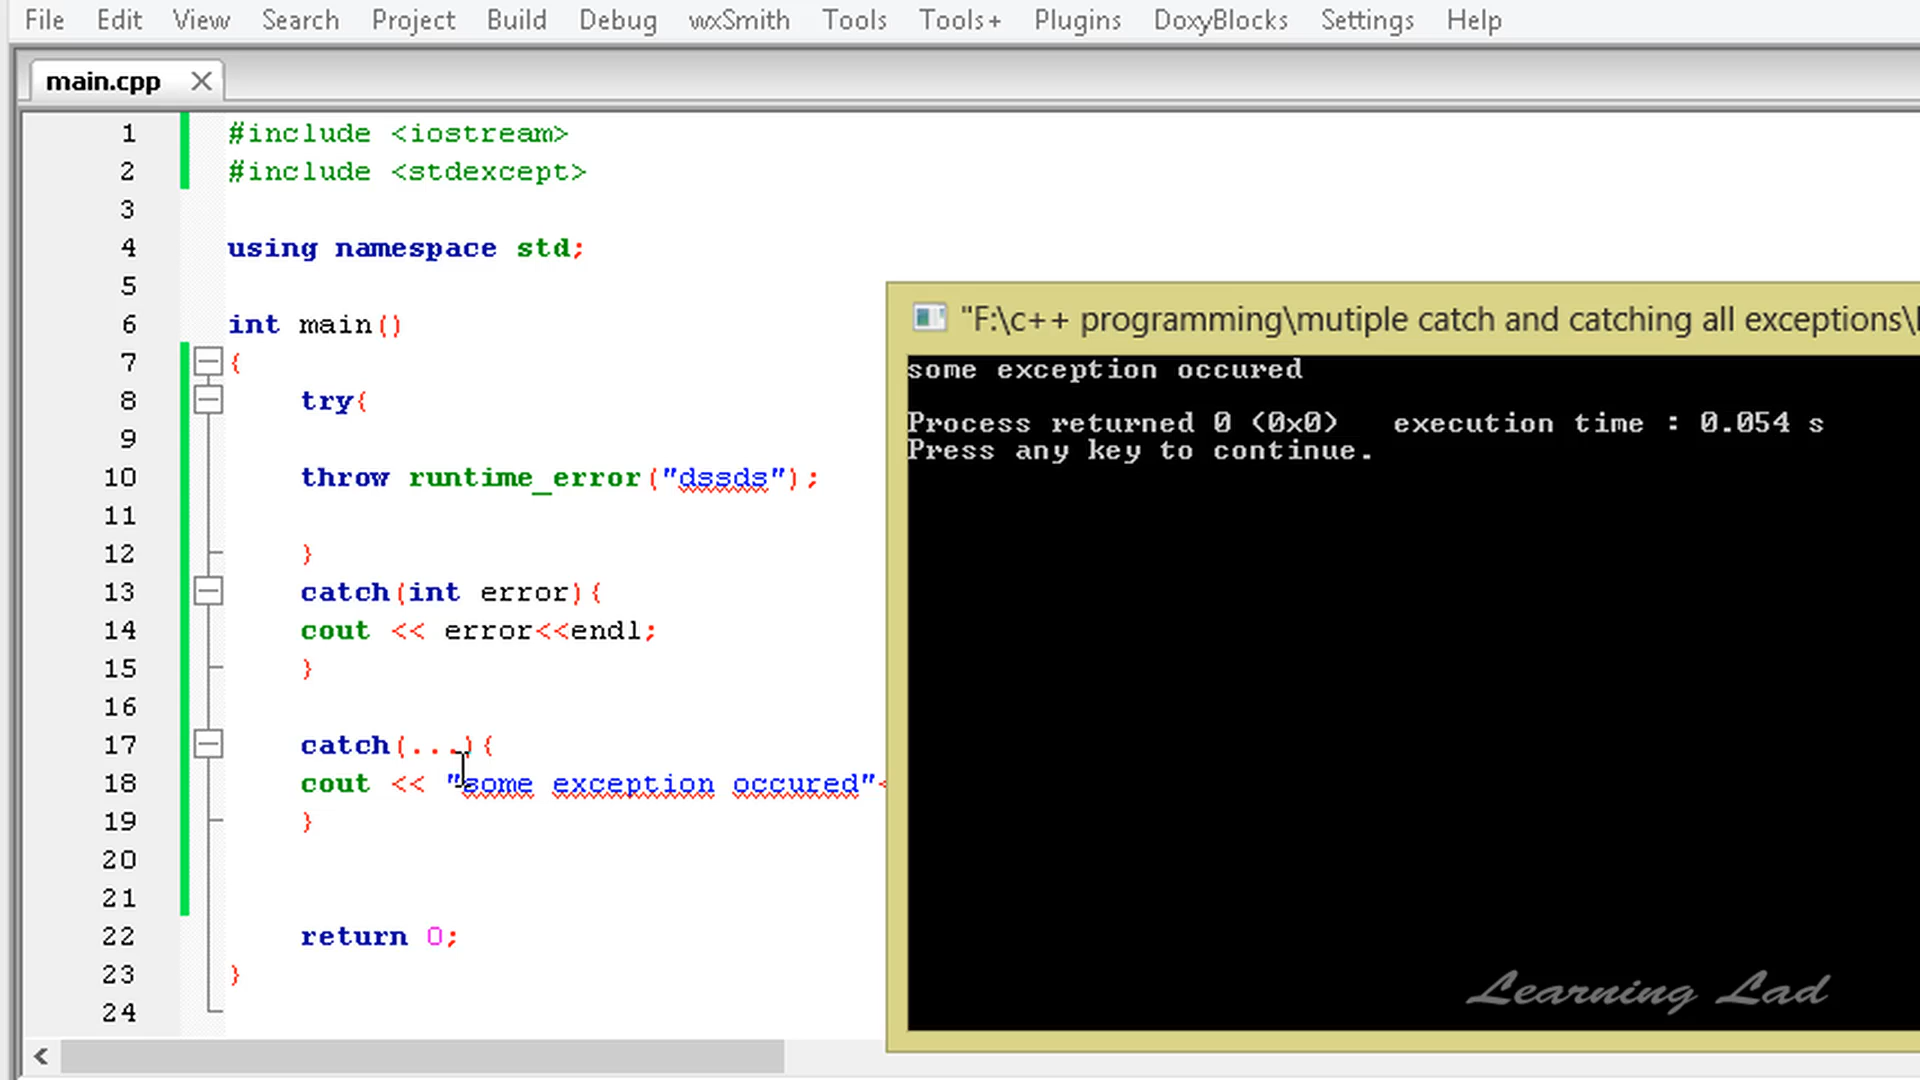 File Edit View Search Project Build Debug wxSmith Tools Tools+ Plugins DoxyBlocks Settings Help
main.cpp
1 #include <iostream>
2 #include <stdexcept>
3
4 using namespace std;
5
6 int main()
7 {
8 try{
9
10 throw runtime_error("dssds");
11
12 }
13 catch(int error){
14 cout << error<<endl;
15 }
16
17 catch(...){
18 cout << "some exception occured"<
19 }
20
21
22 return 0;
23 }
24
"F:\c++ programming\mutiple catch and catching all exceptions\
some exception occured
Process returned 0 (0x0) execution time : 0.054 s
Press any key to continue.
Learning Lad